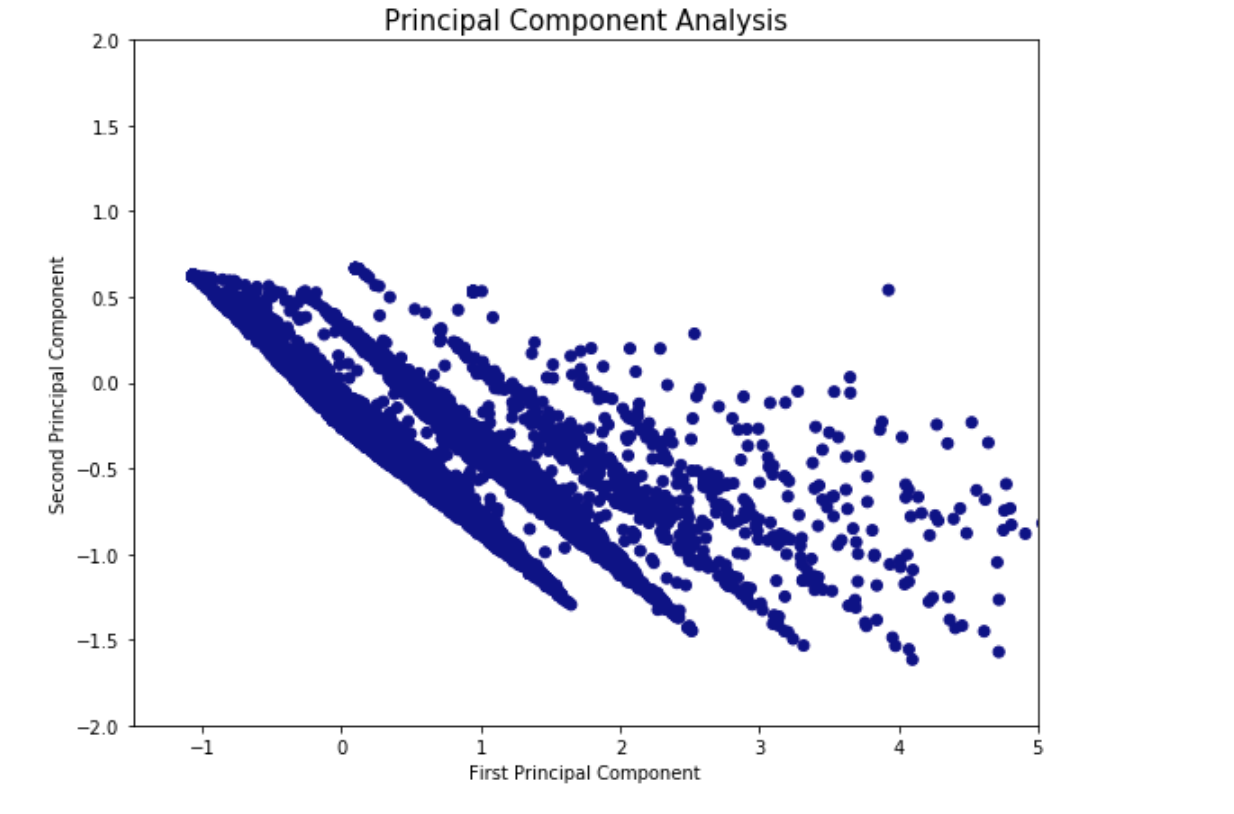 Principal Component Analysis
2.0
1.5
1.0
0.5
0.0
−0.5
−1.0
−1.5
−2.0
Second Principal Component
−1 0 1 2 3 4 5
First Principal Component